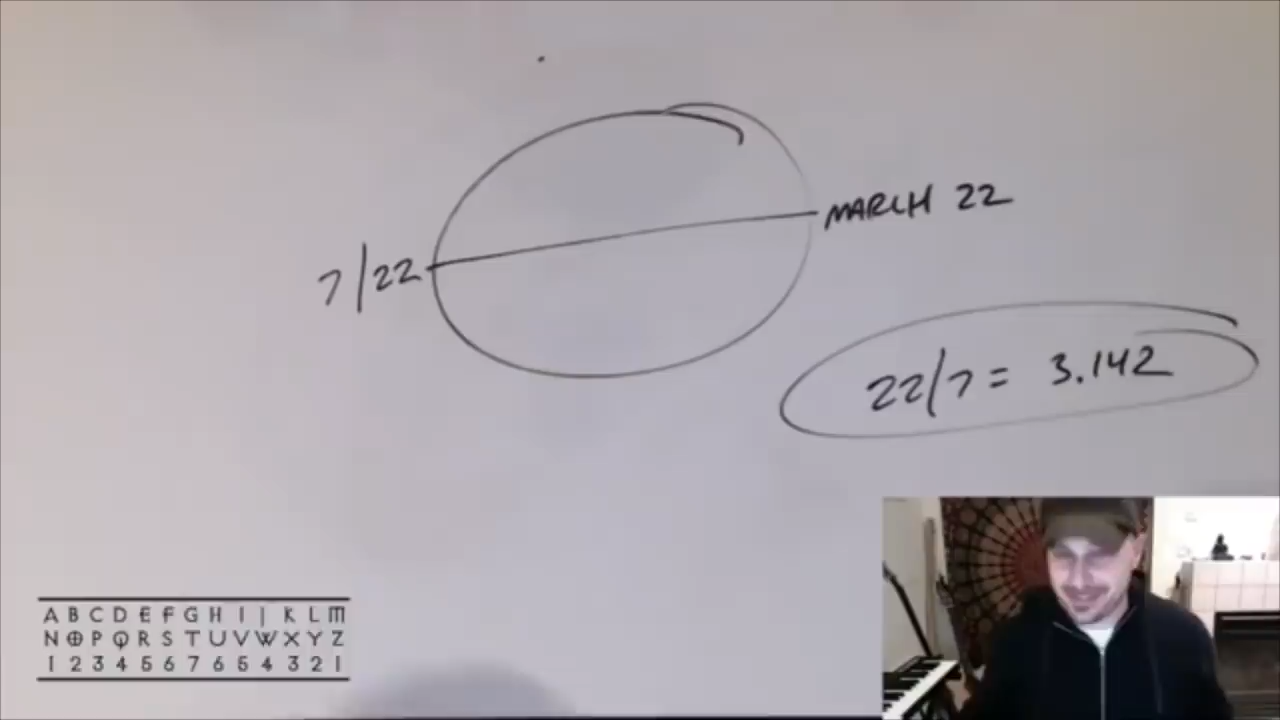 MARCH 22
7/22
22/7 = 3.142
A B C D E F G H I J K L M
N O P Q R S T U V W X Y Z
1 2 3 4 5 6 7 6 5 4 3 2 1